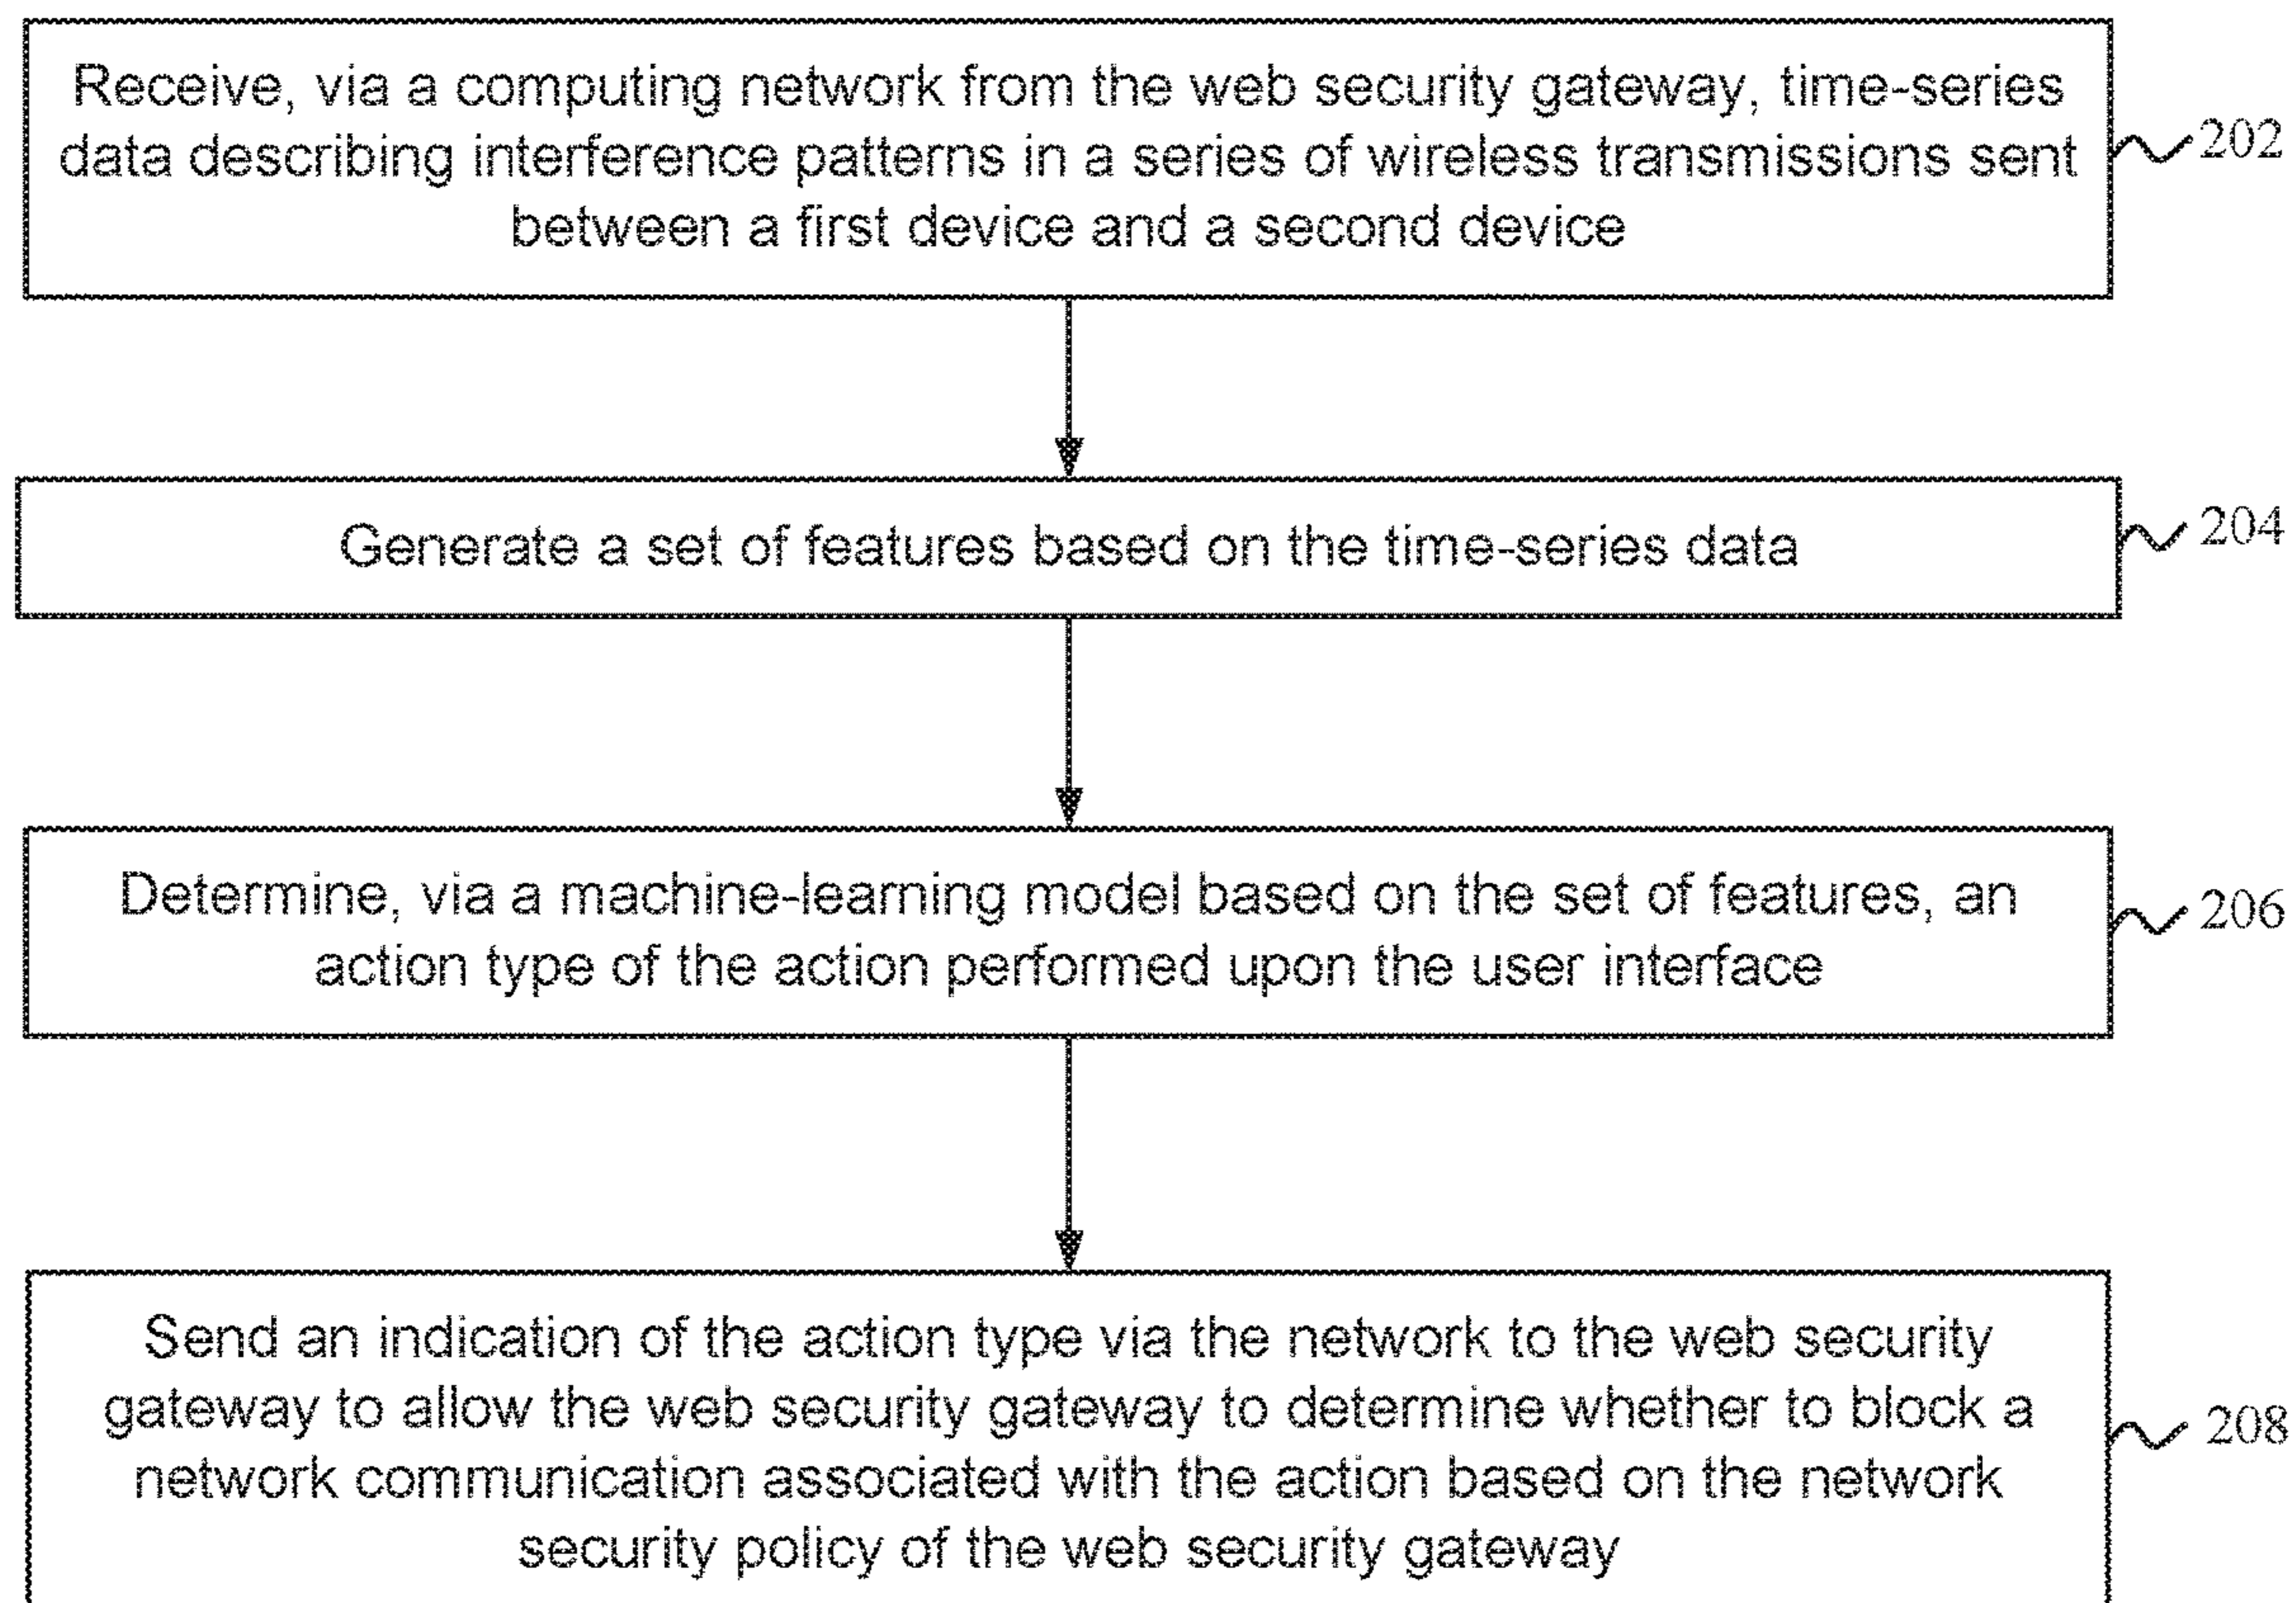 Receive, via a computing network from the web security gateway, time-series
data describing interference patterns in a series of wireless transmissions sent
between a first device and a second device
202
Generate a set of features based on the time-series data
204
Determine, via a machine-learning model based on the set of features, an
action type of the action performed upon the user interface
206
Send an indication of the action type via the network to the web security
gateway to allow the web security gateway to determine whether to block a
network communication associated with the action based on the network
security policy of the web security gateway
208